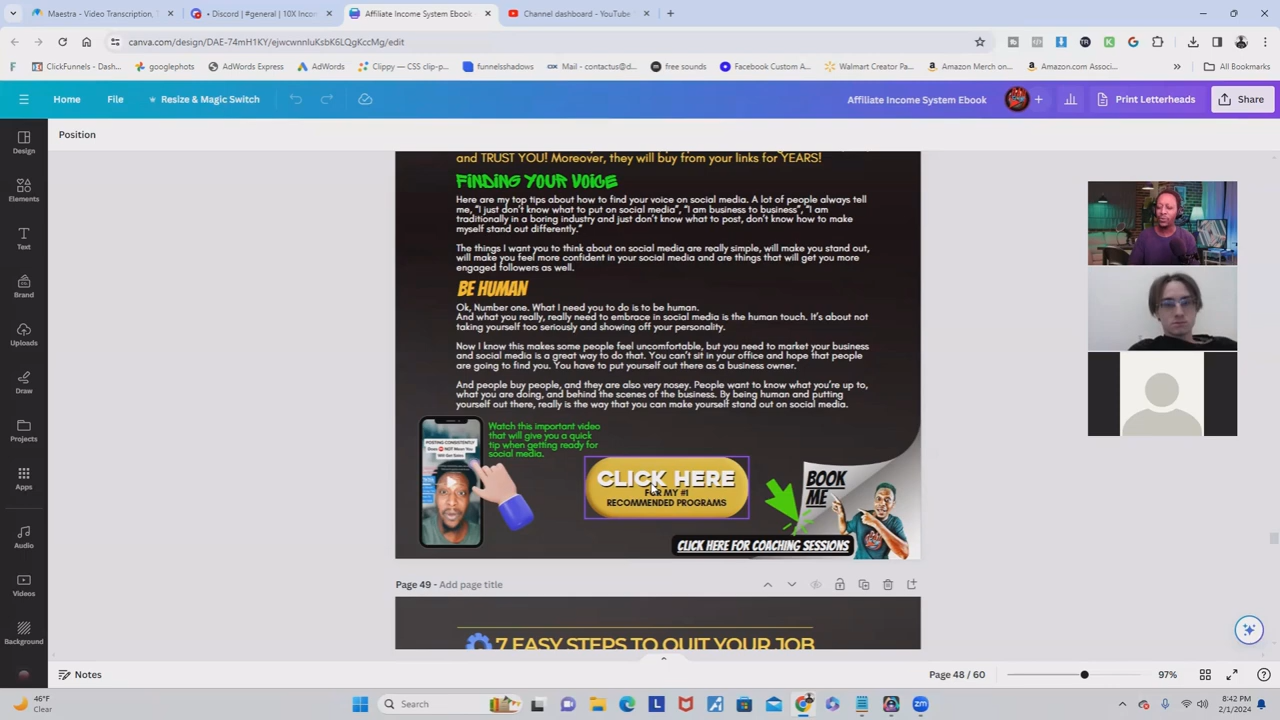 Maestra - Video Transcription, T
• Discord | #general | 10X Incom
Affiliate Income System Ebook
Channel dashboard - YouTube
canva.com/design/DAE-74mH1KY/ejwcwnnluKsbK6LQgKccMg/edit
ClickFunnels - Dash...
googlephots
AdWords Express
AdWords
Clippy — CSS clip-p...
funnelsshadows
Mail - contactus@d...
free sounds
Facebook Custom A...
Walmart Creator Pa...
Amazon Merch on...
Amazon.com Associ...
All Bookmarks
Home
File
Resize & Magic Switch
Affiliate Income System Ebook
Print Letterheads
Share
Position
Design
Elements
Text
Brand
Uploads
Draw
Projects
Apps
Audio
Videos
Background
and TRUST YOU! Moreover, they will buy from your links for YEARS!
FINDING YOUR VOICE
Here are my top tips about how to find your voice on social media. A lot of people always tell
me, "I just don't know what to put on social media", "I am business to business", "I am
traditionally in a boring industry and just don't know what to post, don't know how to make
myself stand out differently."
The things I want you to think about on social media are really simple, will make you stand out,
will make you feel more confident in your social media and are things that will get you more
engaged followers as well.
BE HUMAN
Ok, Number one. What I need you to do is to be human.
And what you really, really need to embrace in social media is the human touch. It's about not
taking yourself too seriously and showing off your personality.
Now I know this makes some people feel uncomfortable, but you need to market your business
and social media is a great way to do that. You can't sit in your office and hope that people
are going to find you. You have to put yourself out there as a business owner.
And people buy people, and they are also very nosey. People want to know what you're up to,
what you are doing, and behind the scenes of the business. By being human and putting
yourself out there, really is the way that you can make yourself stand out on social media.
POSTING CONSISTENTLY
Watch this important video
that will give you a quick
tip when getting ready for
social media.
CLICK HERE
FOR MY #1
RECOMMENDED PROGRAMS
BOOK
ME
CLICK HERE FOR COACHING SESSIONS
Page 49 - Add page title
7 EASY STEPS TO QUIT YOUR JOB
Notes
Page 48 / 60
97%
46°F
Clear
Search
8:42 PM
2/1/2024